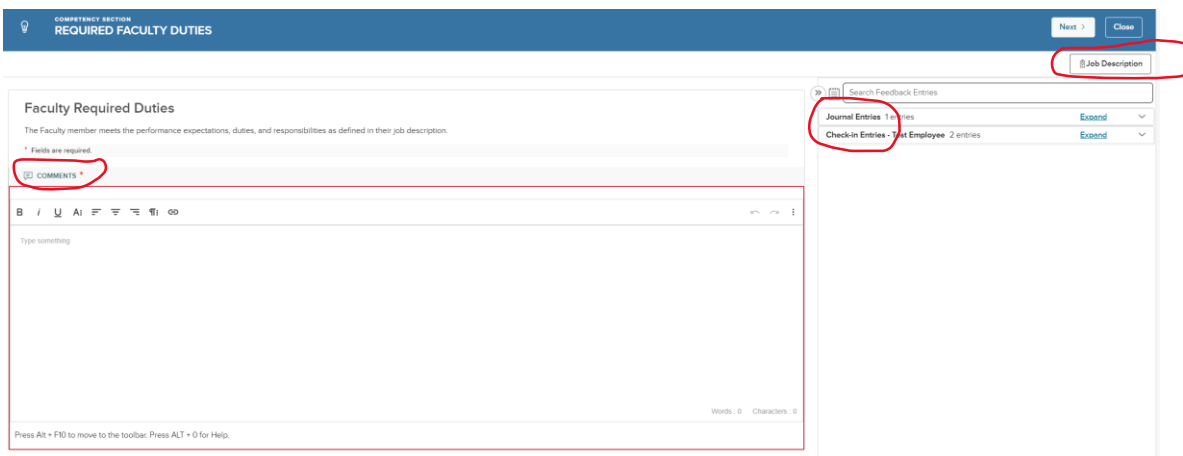 COMPETENCY SECTION
REQUIRED FACULTY DUTIES
Next >
Close
Job Description
Faculty Required Duties
The Faculty member meets the performance expectations, duties, and responsibilities as defined in their job description.
* Fields are required.
COMMENTS *
B i U A
Type something
Words : 0 Characters : 0
Press Alt + F10 to move to the toolbar. Press ALT + 0 for Help.
Search Feedback Entries
Journal Entries 1 entries Expand
Check-in Entries - Test Employee 2 entries Expand